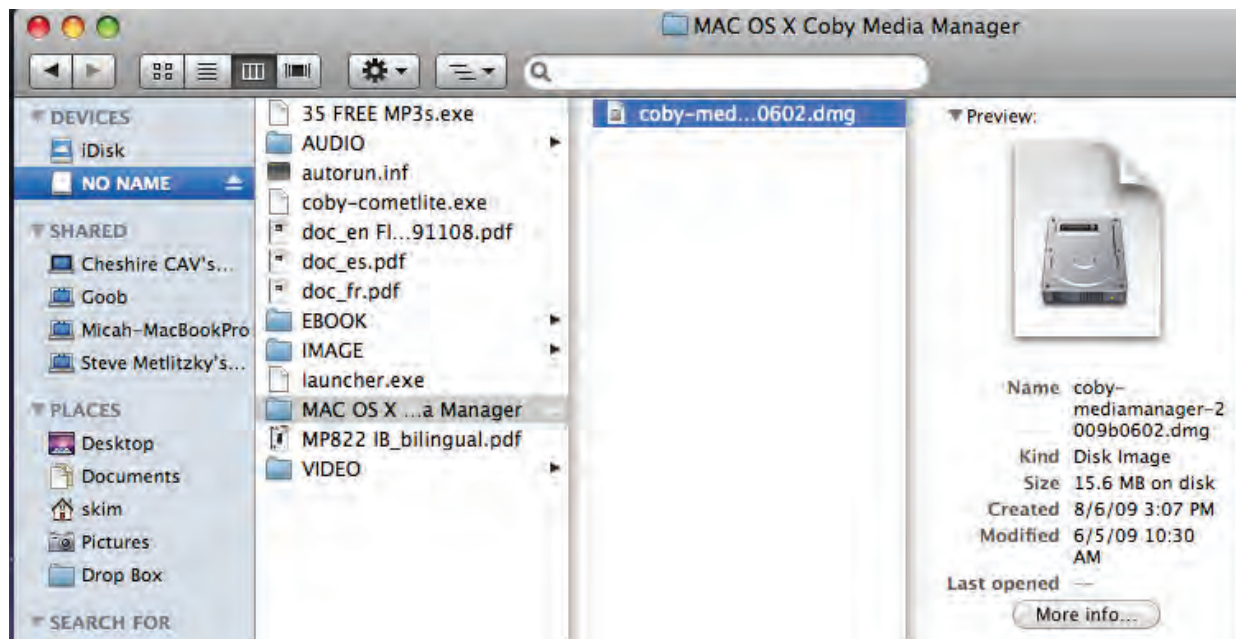 MAC OS X Coby Media Manager
DEVICES
iDisk
NO NAME
SHARED
Cheshire CAV's...
Goob
Micah-MacBookPro
Steve Metlitzky's...
PLACES
Desktop
Documents
skim
Pictures
Drop Box
SEARCH FOR
35 FREE MP3s.exe
AUDIO
autorun.inf
coby-cometlite.exe
doc_en Fl...91108.pdf
doc_es.pdf
doc_fr.pdf
EBOOK
IMAGE
launcher.exe
MAC OS X ...a Manager
MP822 IB_bilingual.pdf
VIDEO
coby-med...0602.dmg
Preview:
Name coby-
mediamanager-2
009b0602.dmg
Kind Disk Image
Size 15.6 MB on disk
Created 8/6/09 3:07 PM
Modified 6/5/09 10:30
AM
Last opened —
More info...